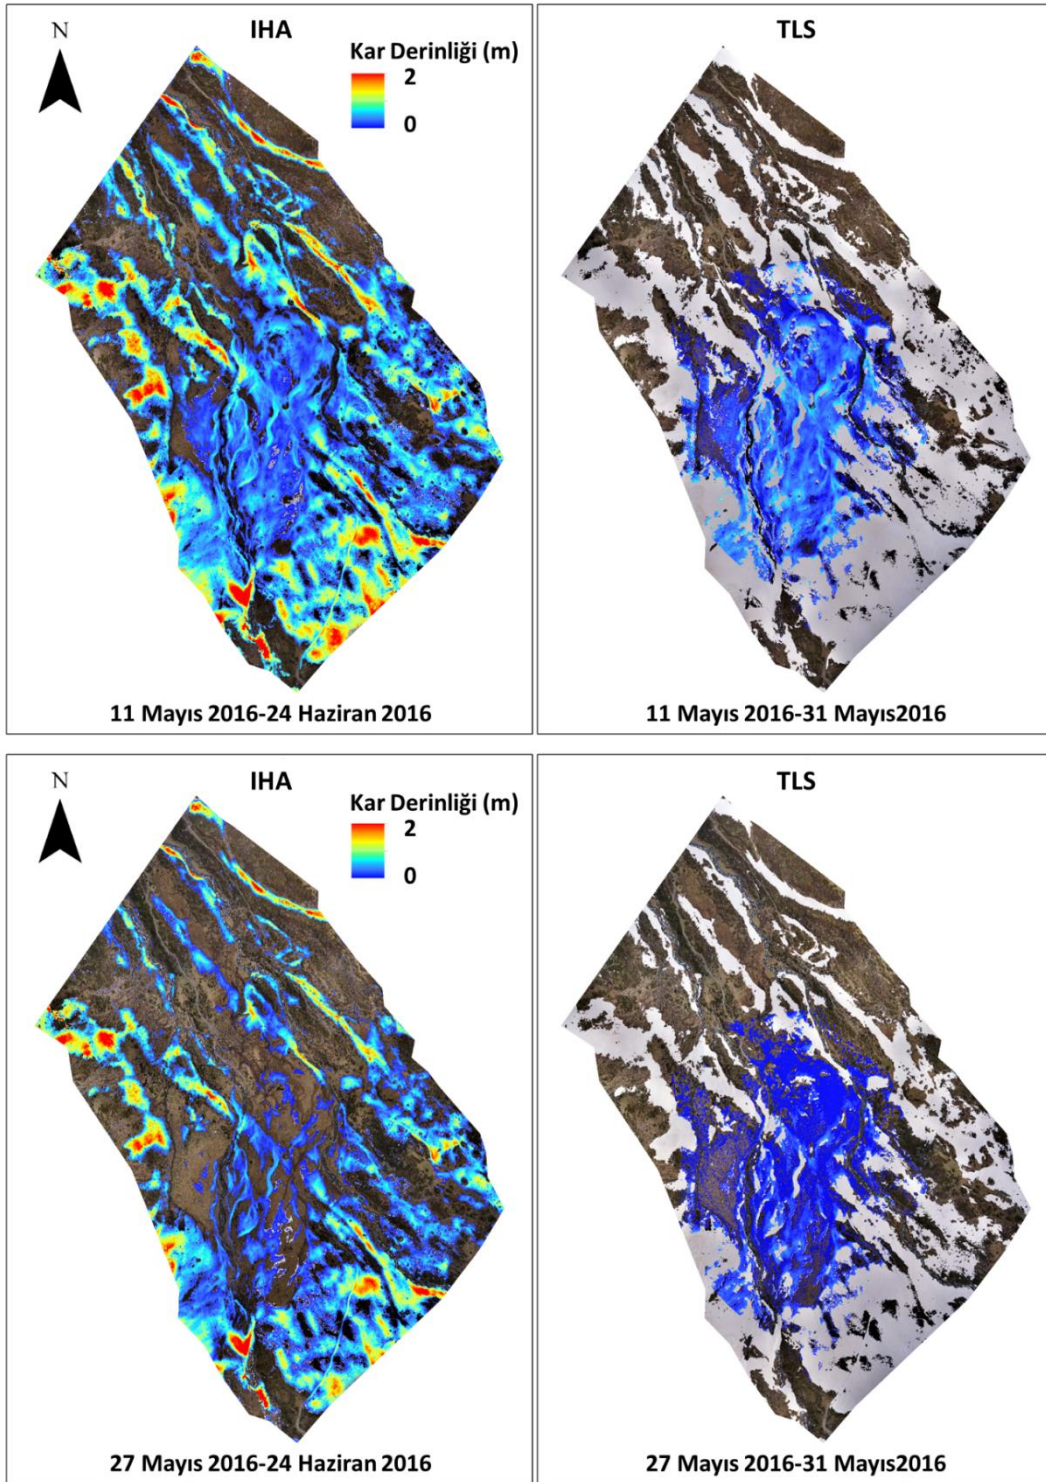 IHA
N
Kar Derinliği (m)
2
0
11 Mayıs 2016-24 Haziran 2016
TLS
11 Mayıs 2016-31 Mayıs2016
IHA
N
Kar Derinliği (m)
2
0
27 Mayıs 2016-24 Haziran 2016
TLS
27 Mayıs 2016-31 Mayıs2016